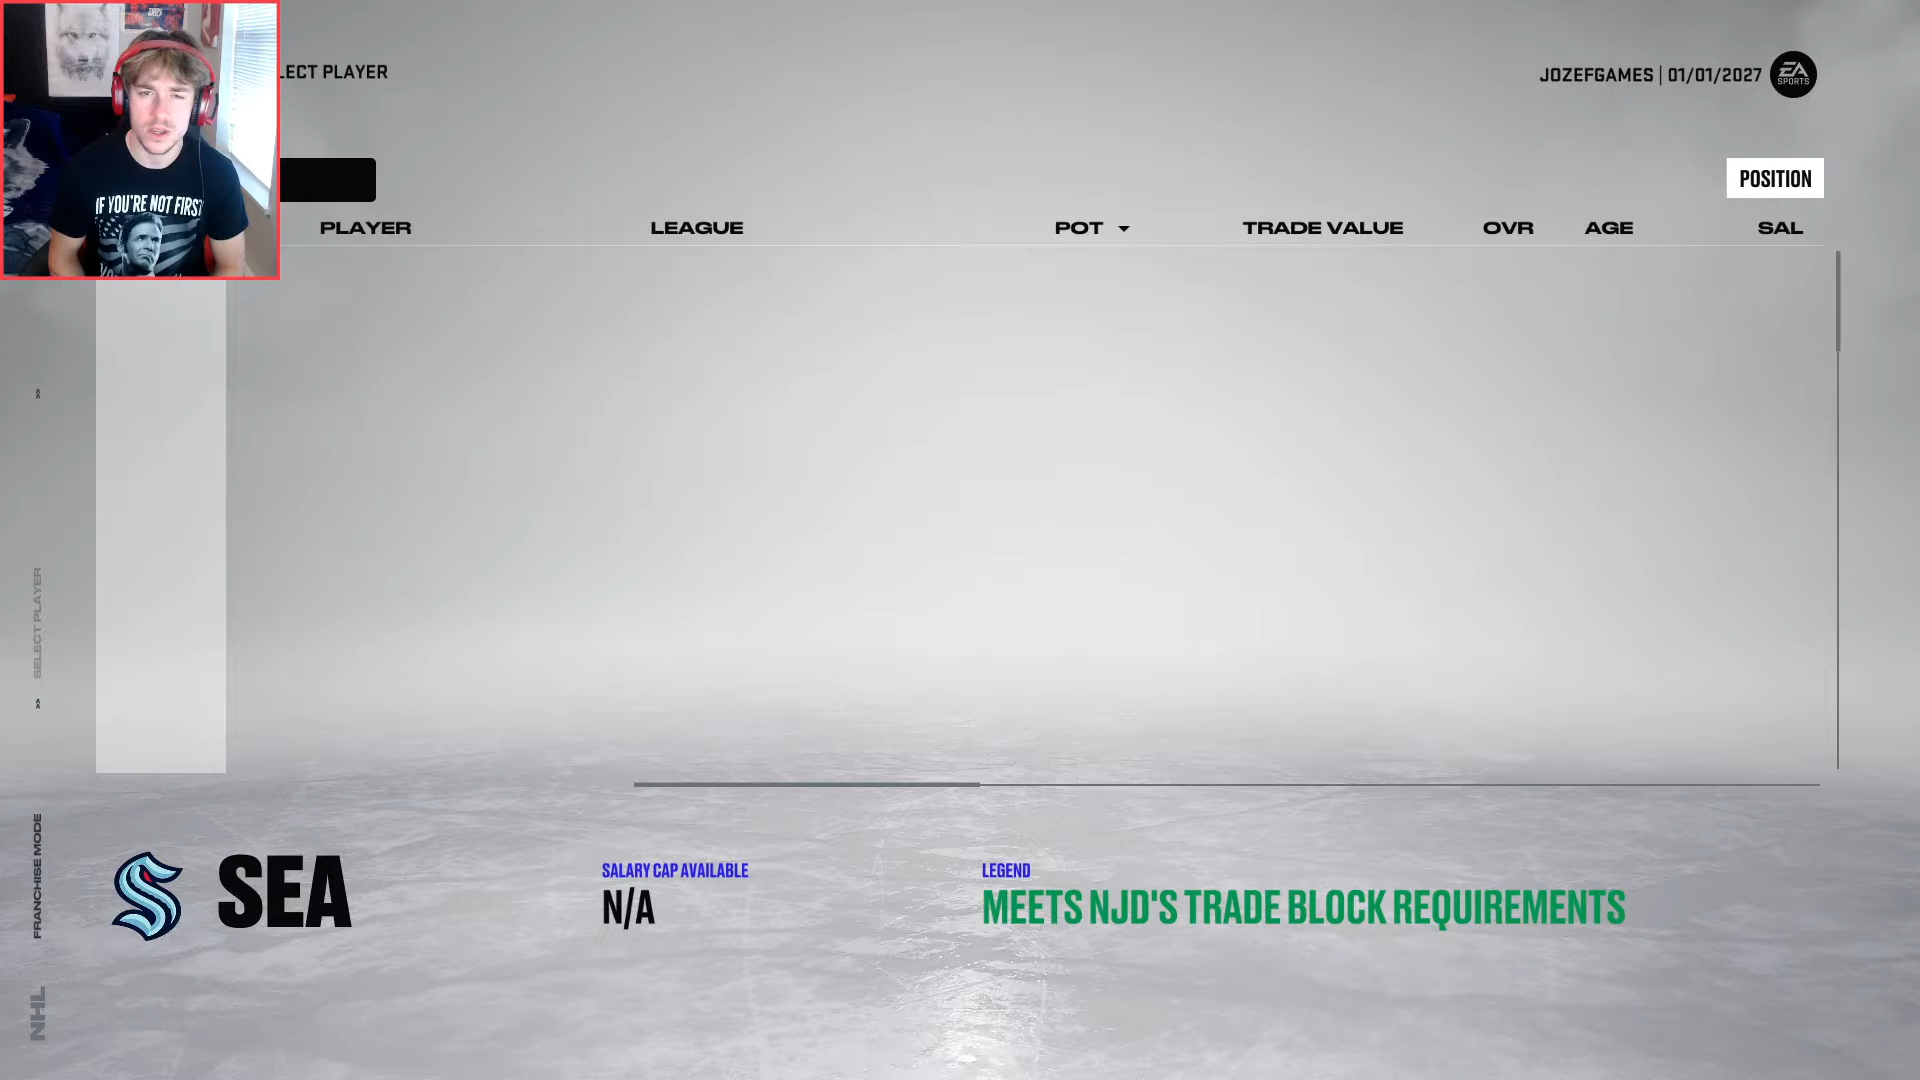 LECT PLAYER
JOZEFGAMES | 01/01/2027
EA
SPORTS
IF YOU'RE NOT FIRST
POSITION
PLAYER LEAGUE POT TRADE VALUE OVR AGE SAL
SELECT PLAYER
FRANCHISE MODE
NHL
SEA
SALARY CAP AVAILABLE
N/A
LEGEND
MEETS NJD'S TRADE BLOCK REQUIREMENTS